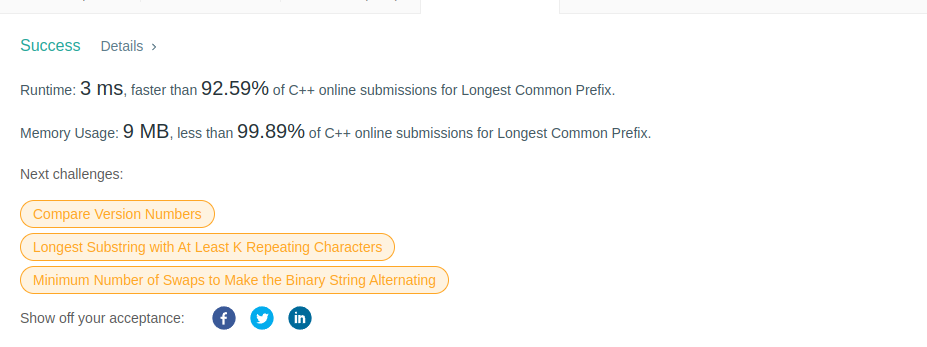 Success Details ›
Runtime: 3 ms, faster than 92.59% of C++ online submissions for Longest Common Prefix.
Memory Usage: 9 MB, less than 99.89% of C++ online submissions for Longest Common Prefix.
Next challenges:
Compare Version Numbers
Longest Substring with At Least K Repeating Characters
Minimum Number of Swaps to Make the Binary String Alternating
Show off your acceptance: f in